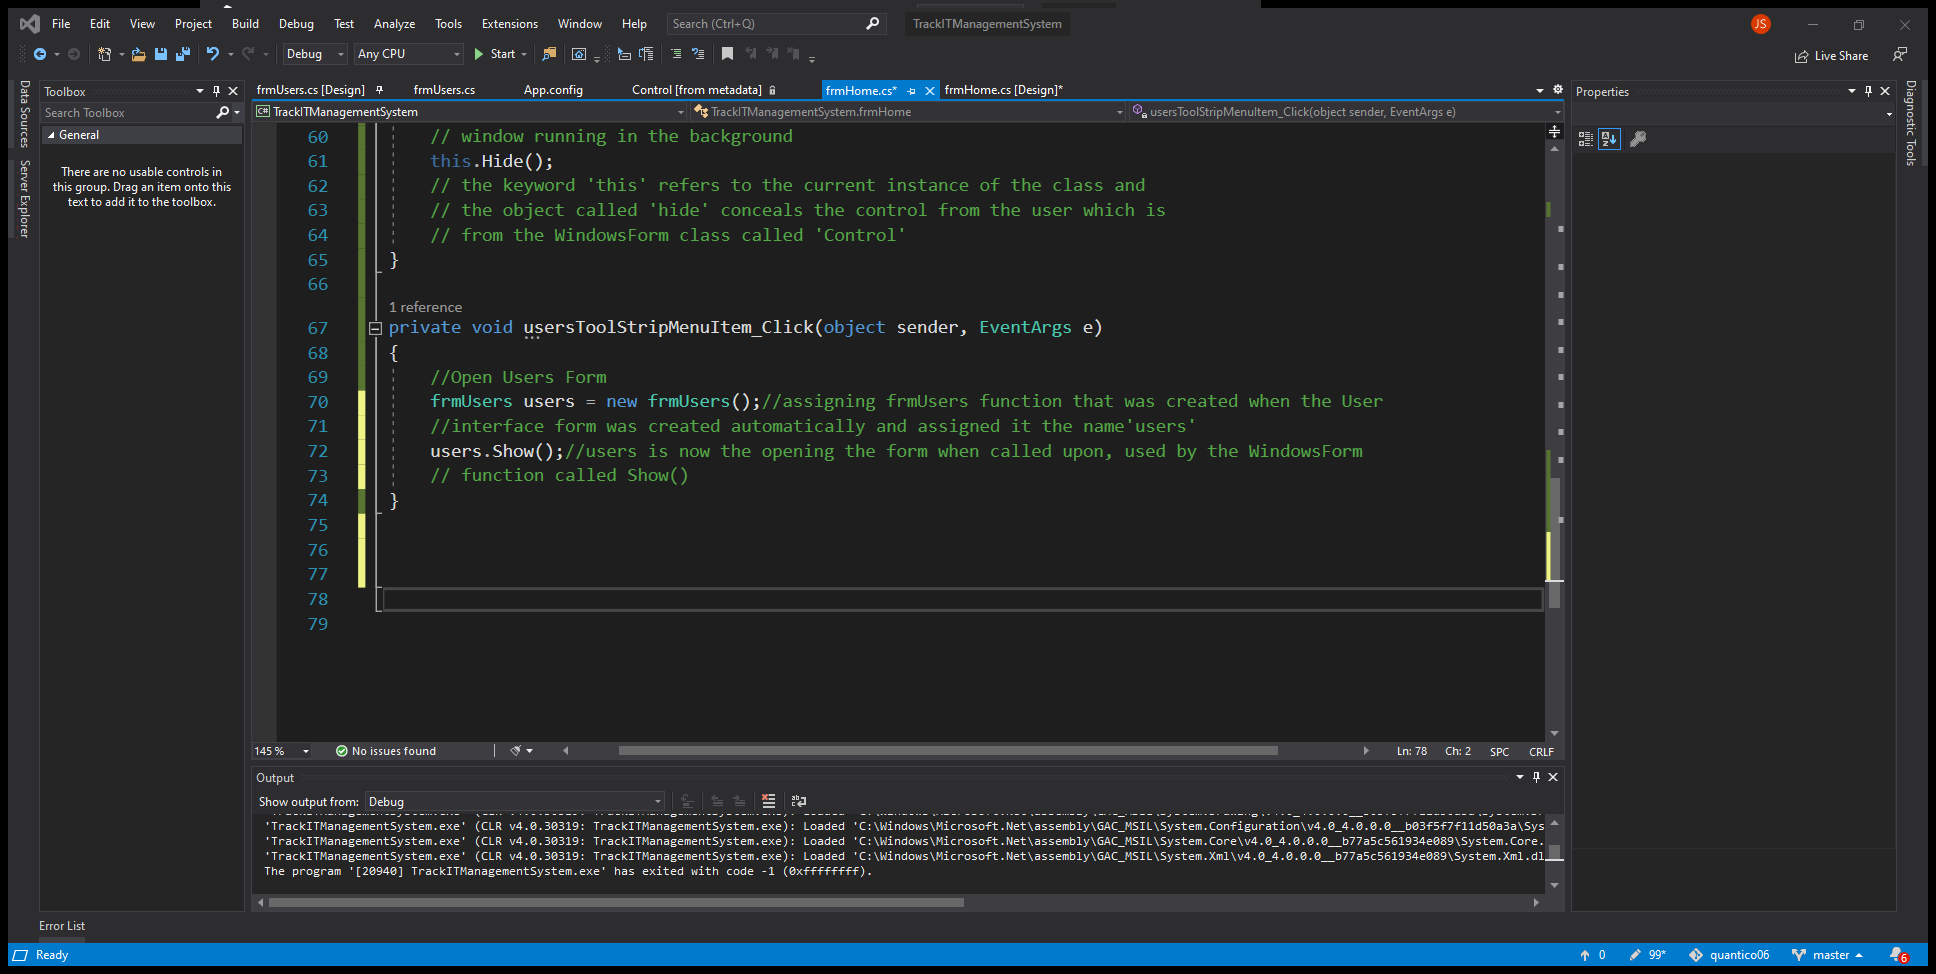 File Edit View Project Build Debug Test Analyze Tools Extensions Window Help Search (Ctrl+Q) TrackITManagementSystem JS
Debug Any CPU Start Live Share
Data Sources
Server Explorer
Toolbox
Search Toolbox
General
There are no usable controls in
this group. Drag an item onto this
text to add it to the toolbox.
frmUsers.cs [Design] frmUsers.cs App.config Control [from metadata] frmHome.cs* frmHome.cs [Design]*
C# TrackITManagementSystem TrackITManagementSystem.frmHome usersToolStripMenuItem_Click(object sender, EventArgs e)
60 // window running in the background
61 this.Hide();
62 // the keyword 'this' refers to the current instance of the class and
63 // the object called 'hide' conceals the control from the user which is
64 // from the WindowsForm class called 'Control'
65 }
66
1 reference
67 private void usersToolStripMenuItem_Click(object sender, EventArgs e)
68 {
69 //Open Users Form
70 frmUsers users = new frmUsers();//assigning frmUsers function that was created when the User
71 //interface form was created automatically and assigned it the name'users'
72 users.Show();//users is now the opening the form when called upon, used by the WindowsForm
73 // function called Show()
74 }
75
76
77
78
79
145 % No issues found Ln: 78 Ch: 2 SPC CRLF
Output
Show output from: Debug
'TrackITManagementSystem.exe' (CLR v4.0.30319: TrackITManagementSystem.exe): Loaded 'C:\Windows\Microsoft.Net\assembly\GAC_MSIL\System.Configuration\v4.0_4.0.0.0__b03f5f7f11d50a3a\Sys
'TrackITManagementSystem.exe' (CLR v4.0.30319: TrackITManagementSystem.exe): Loaded 'C:\Windows\Microsoft.Net\assembly\GAC_MSIL\System.Core\v4.0_4.0.0.0__b77a5c561934e089\System.Core.
'TrackITManagementSystem.exe' (CLR v4.0.30319: TrackITManagementSystem.exe): Loaded 'C:\Windows\Microsoft.Net\assembly\GAC_MSIL\System.Xml\v4.0_4.0.0.0__b77a5c561934e089\System.Xml.dl
The program '[20940] TrackITManagementSystem.exe' has exited with code -1 (0xffffffff).
Properties
Diagnostic Tools
Error List
Ready 0 99* quantico06 master 6